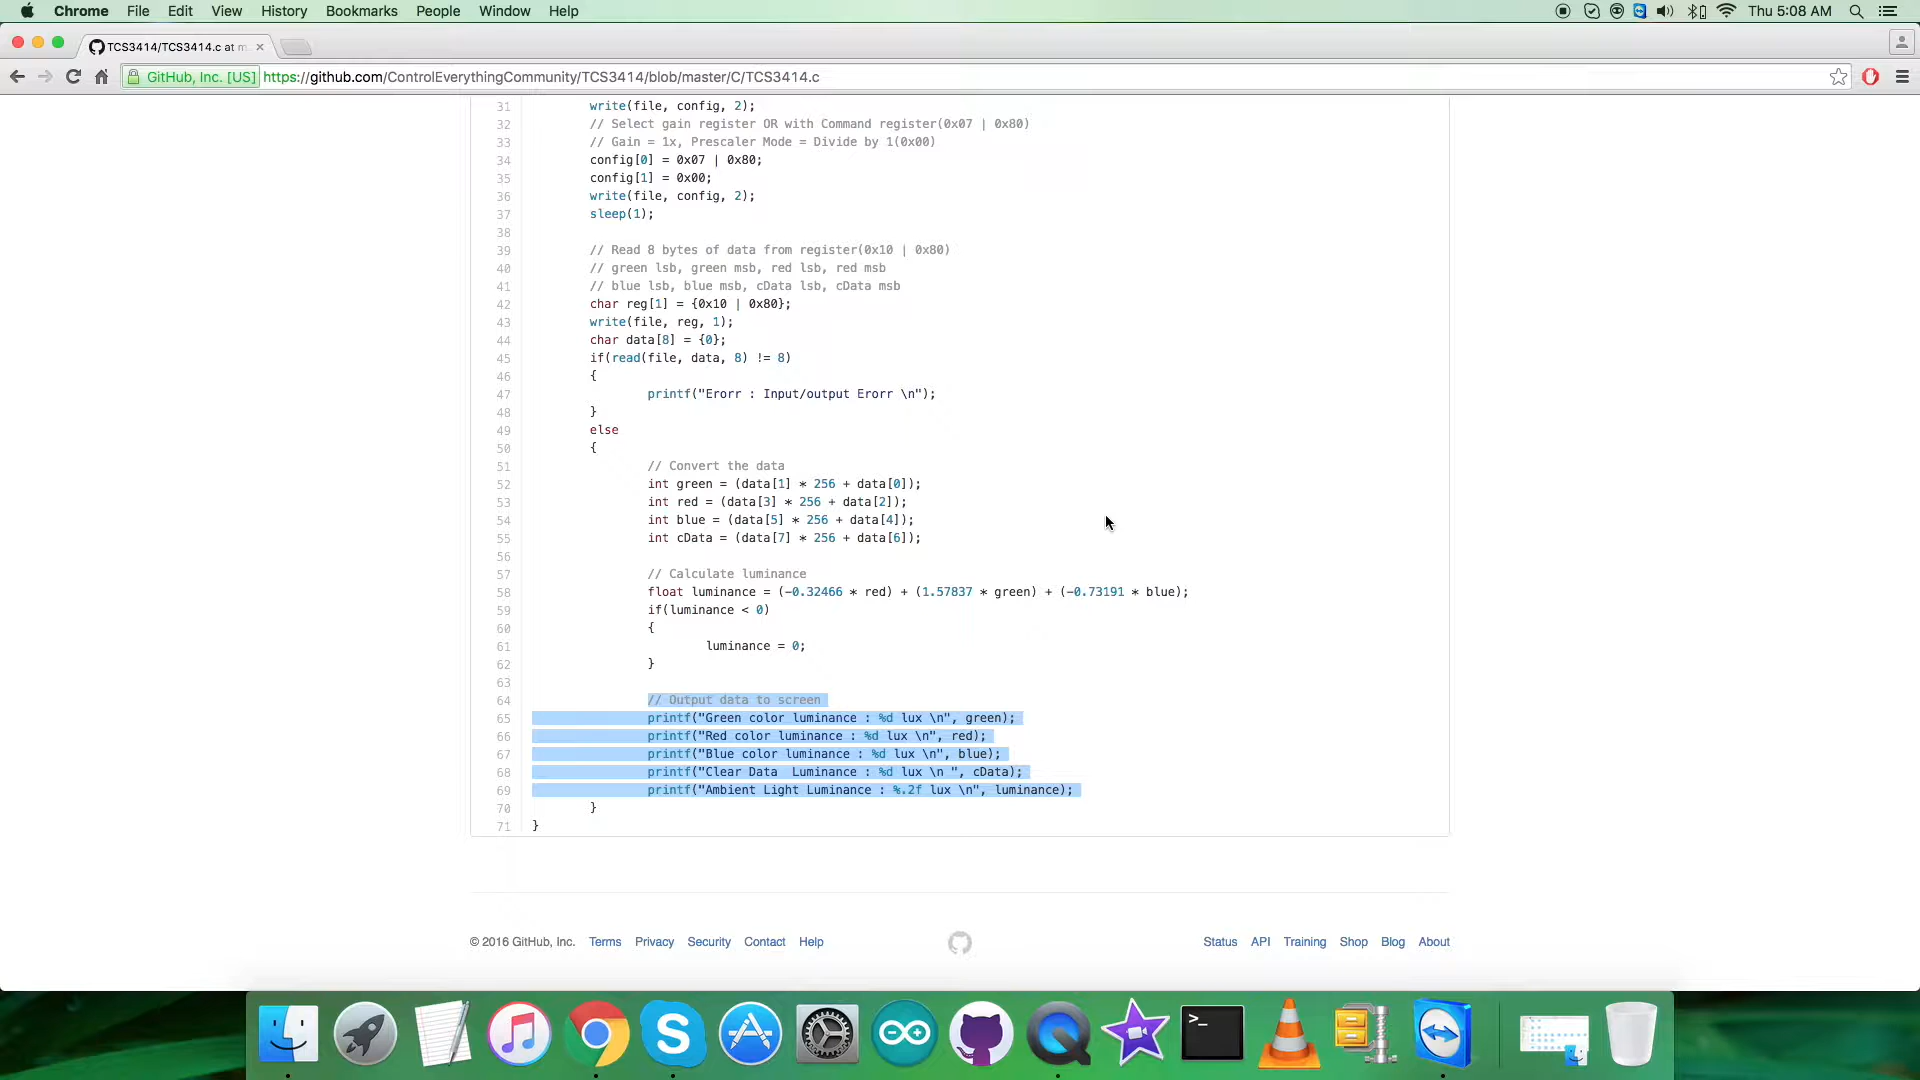 Chrome File Edit View History Bookmarks People Window Help Thu 5:08 AM
TCS3414/TCS3414.c at m
GitHub, Inc. [US] https://github.com/ControlEverythingCommunity/TCS3414/blob/master/C/TCS3414.c
31 write(file, config, 2);
32 // Select gain register OR with Command register(0x07 | 0x80)
33 // Gain = 1x, Prescaler Mode = Divide by 1(0x00)
34 config[0] = 0x07 | 0x80;
35 config[1] = 0x00;
36 write(file, config, 2);
37 sleep(1);
38
39 // Read 8 bytes of data from register(0x10 | 0x80)
40 // green lsb, green msb, red lsb, red msb
41 // blue lsb, blue msb, cData lsb, cData msb
42 char reg[1] = {0x10 | 0x80};
43 write(file, reg, 1);
44 char data[8] = {0};
45 if(read(file, data, 8) != 8)
46 {
47 printf("Erorr : Input/output Erorr \n");
48 }
49 else
50 {
51 // Convert the data
52 int green = (data[1] * 256 + data[0]);
53 int red = (data[3] * 256 + data[2]);
54 int blue = (data[5] * 256 + data[4]);
55 int cData = (data[7] * 256 + data[6]);
56
57 // Calculate luminance
58 float luminance = (-0.32466 * red) + (1.57837 * green) + (-0.73191 * blue);
59 if(luminance < 0)
60 {
61 luminance = 0;
62 }
63
64 // Output data to screen
65 printf("Green color luminance : %d lux \n", green);
66 printf("Red color luminance : %d lux \n", red);
67 printf("Blue color luminance : %d lux \n", blue);
68 printf("Clear Data  Luminance : %d lux \n ", cData);
69 printf("Ambient Light Luminance : %.2f lux \n", luminance);
70 }
71 }
© 2016 GitHub, Inc. Terms Privacy Security Contact Help Status API Training Shop Blog About